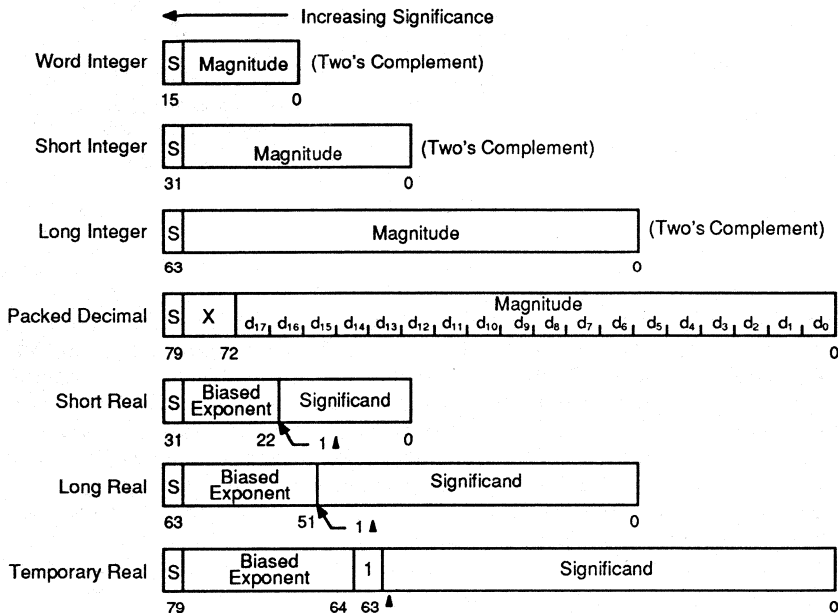 Increasing Significance
Word Integer S Magnitude (Two's Complement)
15 0
Short Integer S Magnitude (Two's Complement)
31 0
Long Integer S Magnitude (Two's Complement)
63 0
Packed Decimal S X Magnitude
d17 d16 d15 d14 d13 d12 d11 d10 d9 d8 d7 d6 d5 d4 d3 d2 d1 d0
79 72 0
Short Real S Biased Exponent Significand
31 22 1 0
Long Real S Biased Exponent Significand
63 51 1 0
Temporary Real S Biased Exponent 1 Significand
79 64 63 0